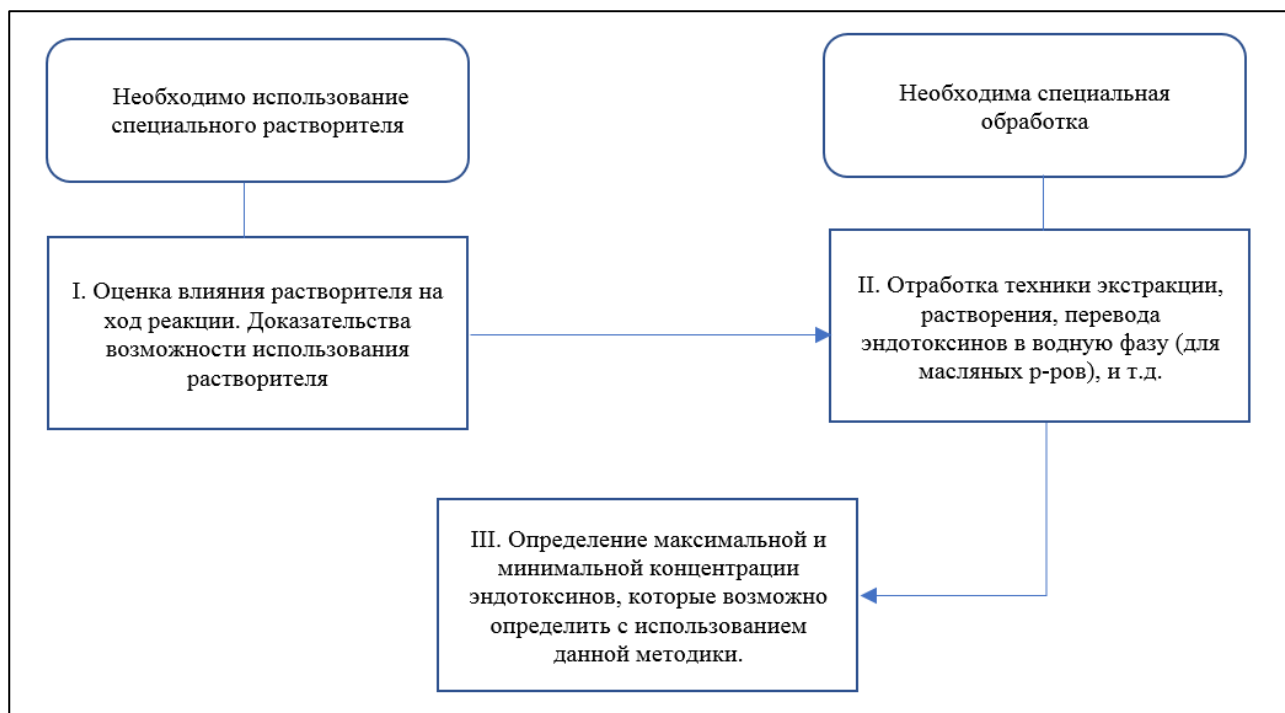 Необходимо использование
специального растворителя
Необходима специальная
обработка
I. Оценка влияния растворителя на
ход реакции. Доказательства
возможности использования
растворителя
II. Отработка техники экстракции,
растворения, перевода
эндотоксинов в водную фазу (для
масляных р-ров), и т.д.
III. Определение максимальной и
минимальной концентрации
эндотоксинов, которые возможно
определить с использованием
данной методики.